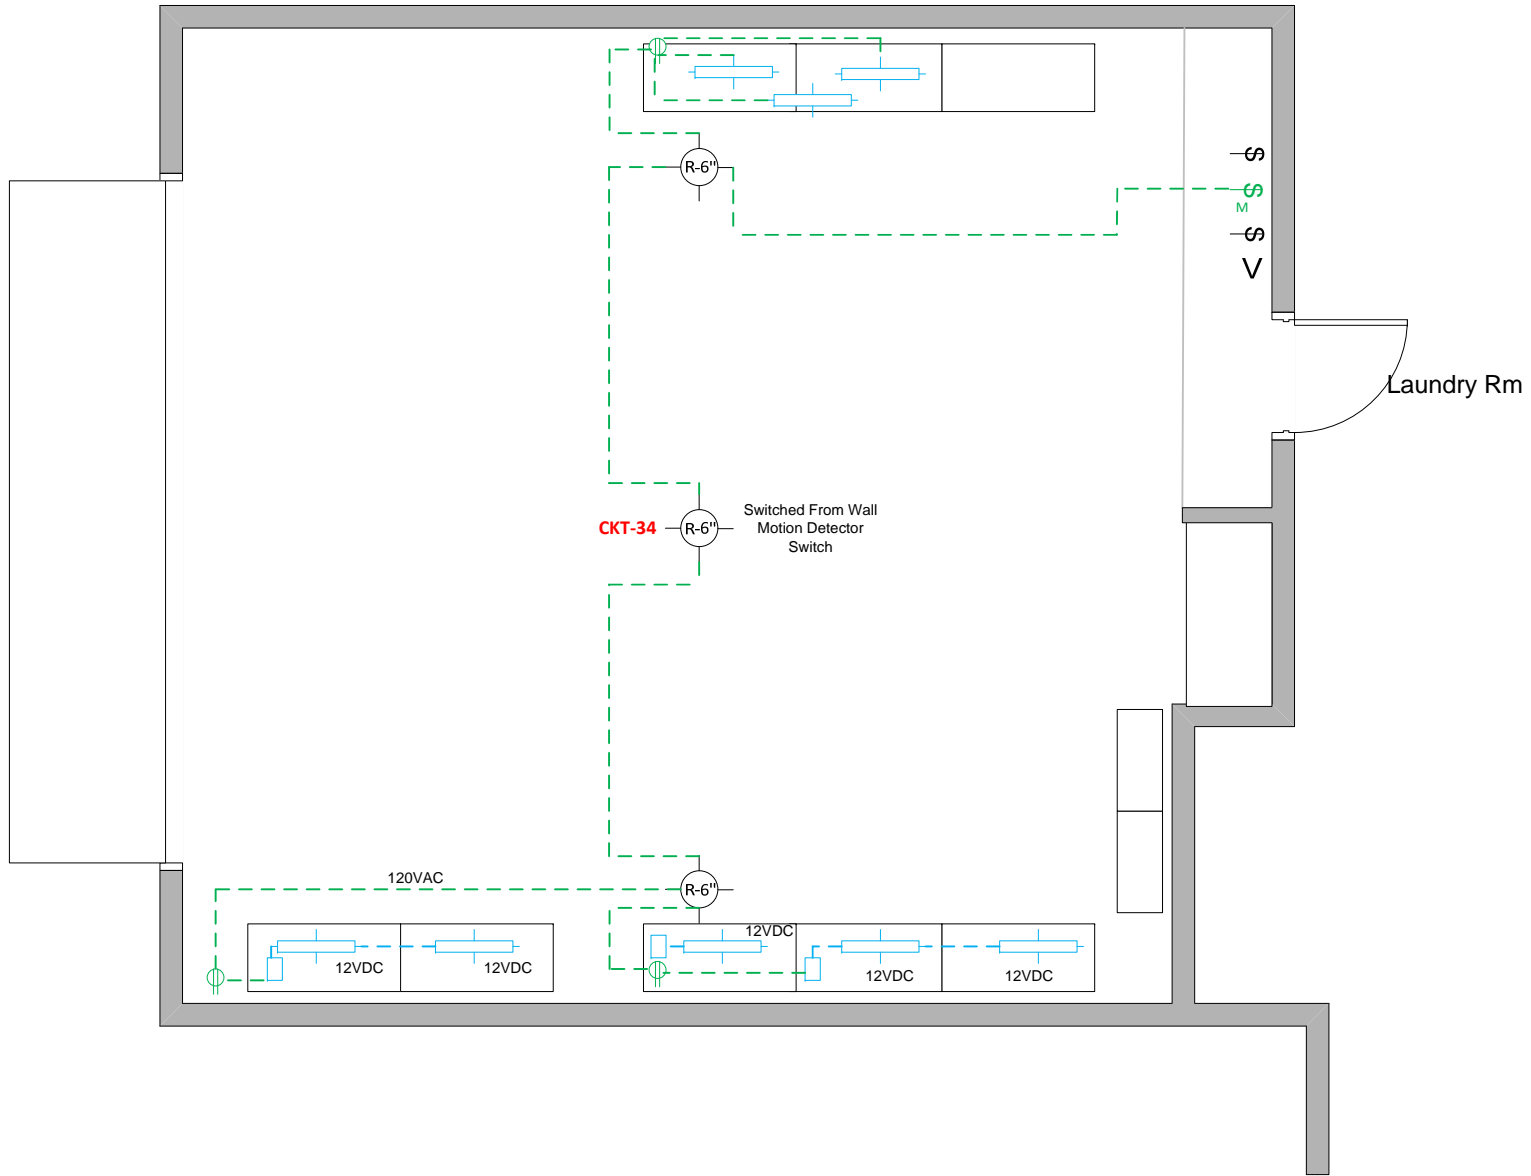 R-6"
S
S
M
S
V
Laundry Rm
CKT-34
R-6"
Switched From Wall
Motion Detector
Switch
120VAC
R-6"
12VDC
12VDC
12VDC
12VDC
12VDC